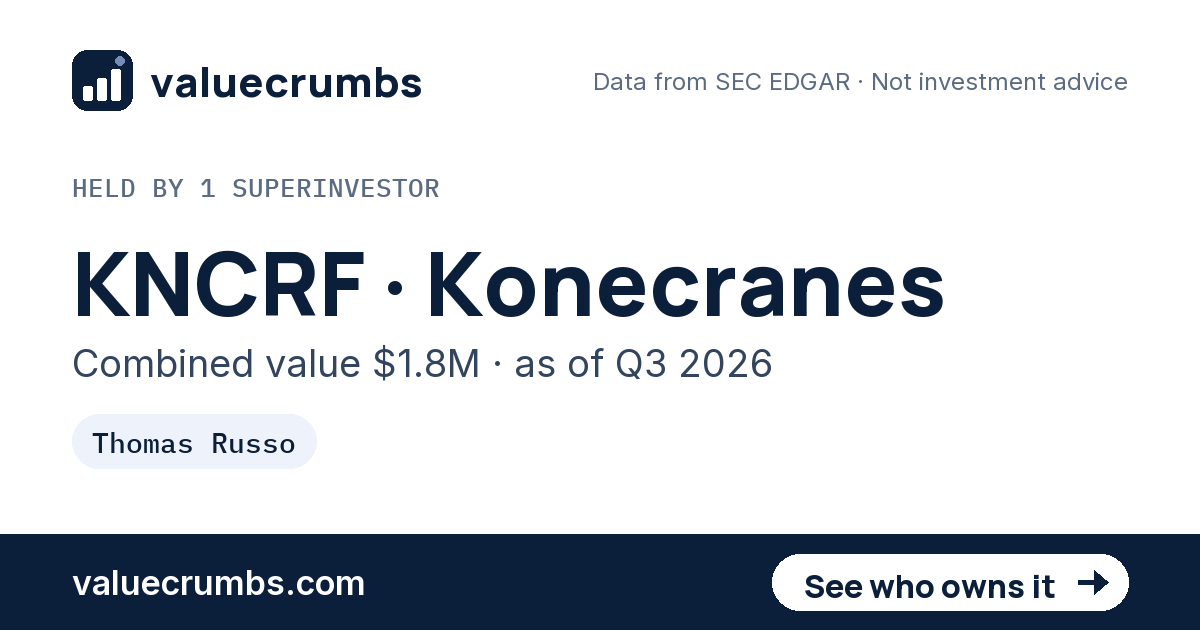 valuecrumbs
Data from SEC EDGAR · Not investment advice
HELD BY 1 SUPERINVESTOR
KNCRF · Konecranes
Combined value $1.8M · as of Q3 2026
Thomas Russo
valuecrumbs.com
See who owns it →